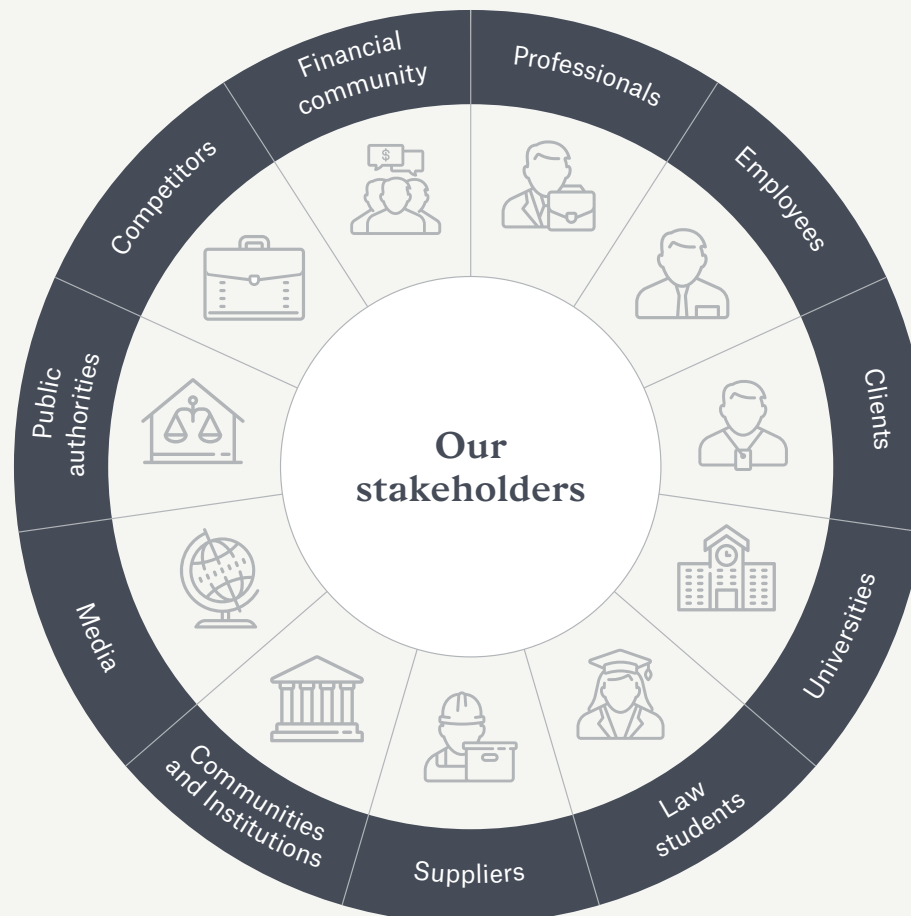 Our
stakeholders
Professionals
Employees
Clients
Universities
Law
students
Suppliers
Communities
and Institutions
Media
Public
authorities
Competitors
Financial
community
$